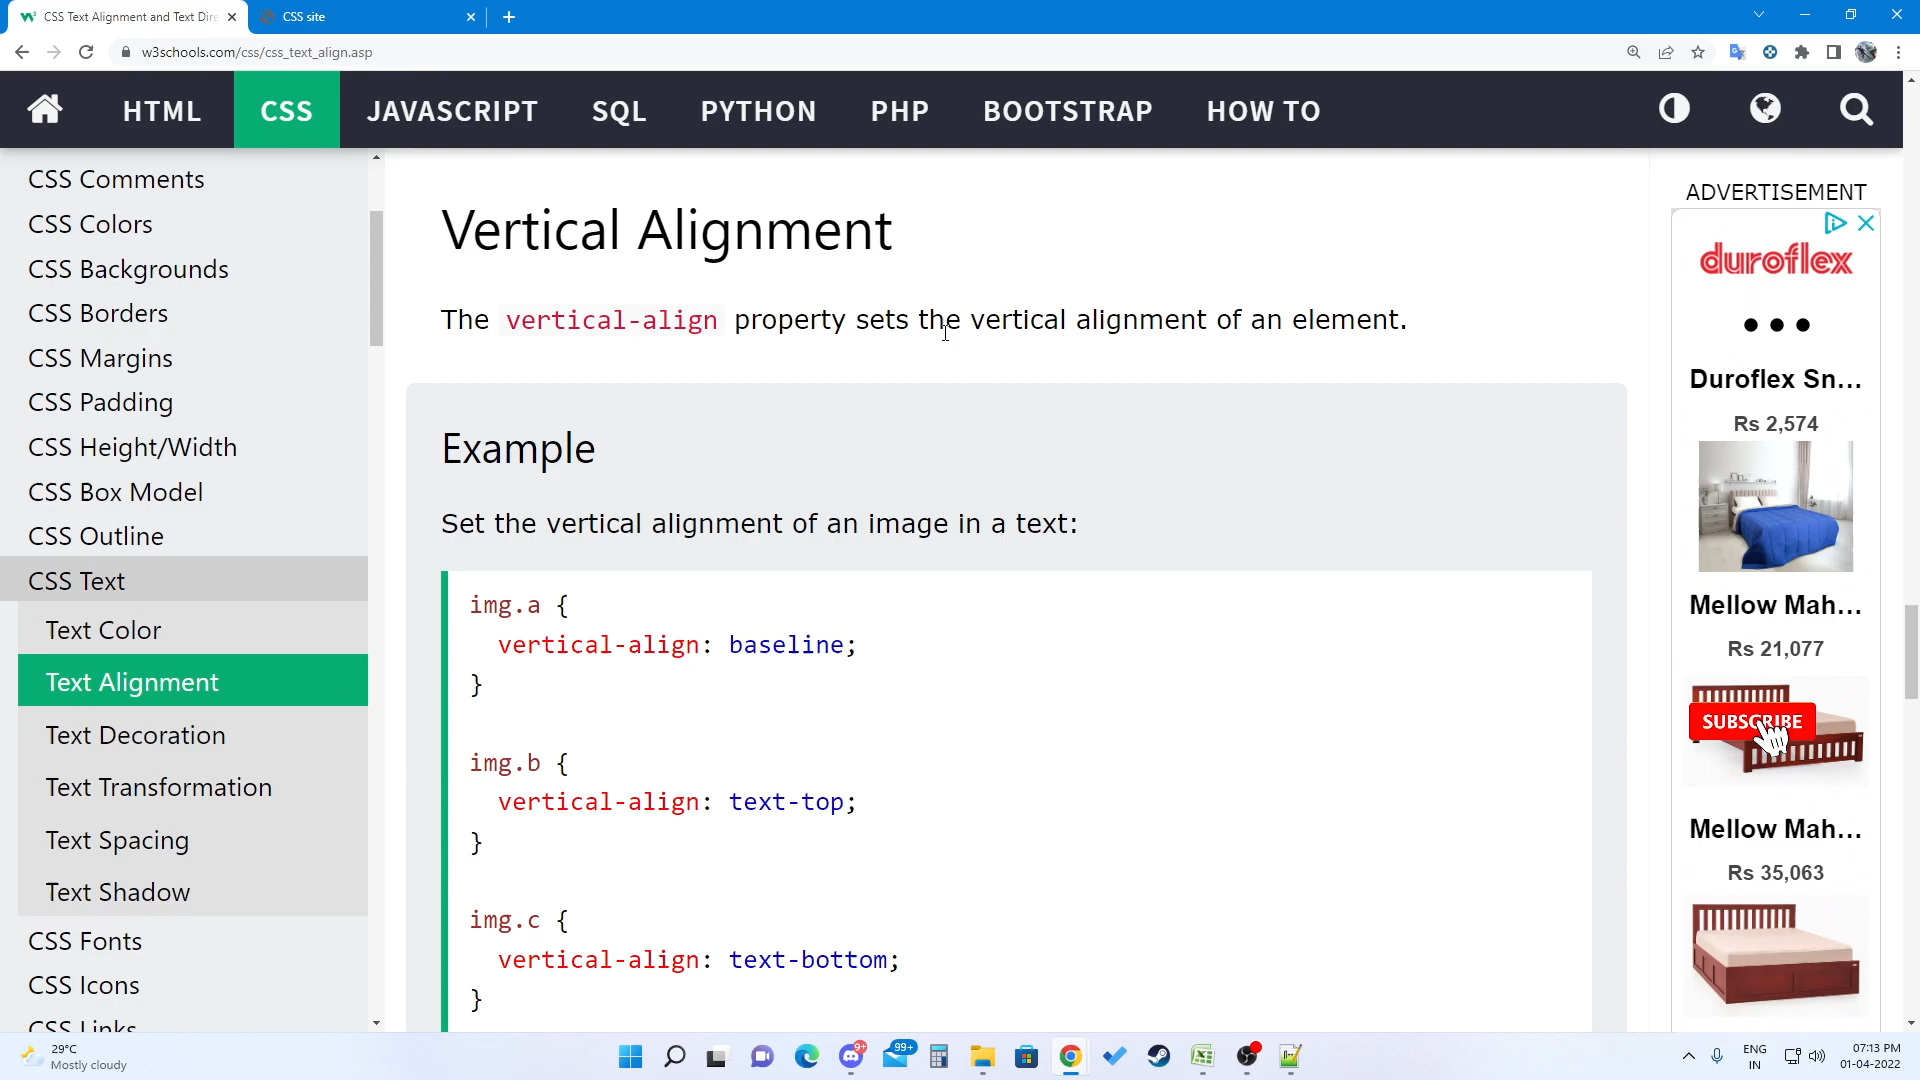 CSS Text Alignment and Text Dire
CSS site
w3schools.com/css/css_text_align.asp
HTML
CSS
JAVASCRIPT
SQL
PYTHON
PHP
BOOTSTRAP
HOW TO
CSS Comments
CSS Colors
CSS Backgrounds
CSS Borders
CSS Margins
CSS Padding
CSS Height/Width
CSS Box Model
CSS Outline
CSS Text
Text Color
Text Alignment
Text Decoration
Text Transformation
Text Spacing
Text Shadow
CSS Fonts
CSS Icons
CSS Links
Vertical Alignment
The vertical-align property sets the vertical alignment of an element.
Example
Set the vertical alignment of an image in a text:
img.a {
vertical-align: baseline;
}
img.b {
vertical-align: text-top;
}
img.c {
vertical-align: text-bottom;
}
ADVERTISEMENT
duroflex
Duroflex Sn...
Rs 2,574
Mellow Mah...
Rs 21,077
SUBSCRIBE
Mellow Mah...
Rs 35,063
29°C
Mostly cloudy
9+
99+
ENG
IN
07:13 PM
01-04-2022